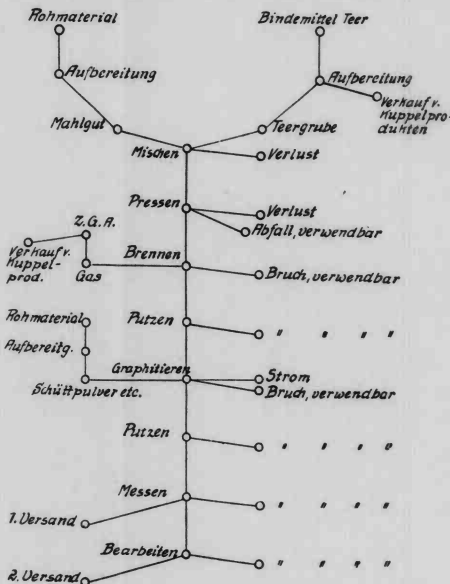 Rohmaterial
Bindemittel Teer
Aufbereitung
Aufbereitung
Verkauf v.
Kuppelpro-
dukten
Mahlgut
Teergrube
Mischen
Verlust
Pressen
Verlust
Abfall, verwendbar
Z.G.A.
Verkauf v.
Kuppel-
prod.
Gas
Brennen
Bruch, verwendbar
Putzen
" " " "
Rohmaterial
Aufbereitg.
Schüttpulver etc.
Graphitieren
Strom
Bruch, verwendbar
Putzen
" " " "
Messen
" " " "
1. Versand
Bearbeiten
" " " "
2. Versand